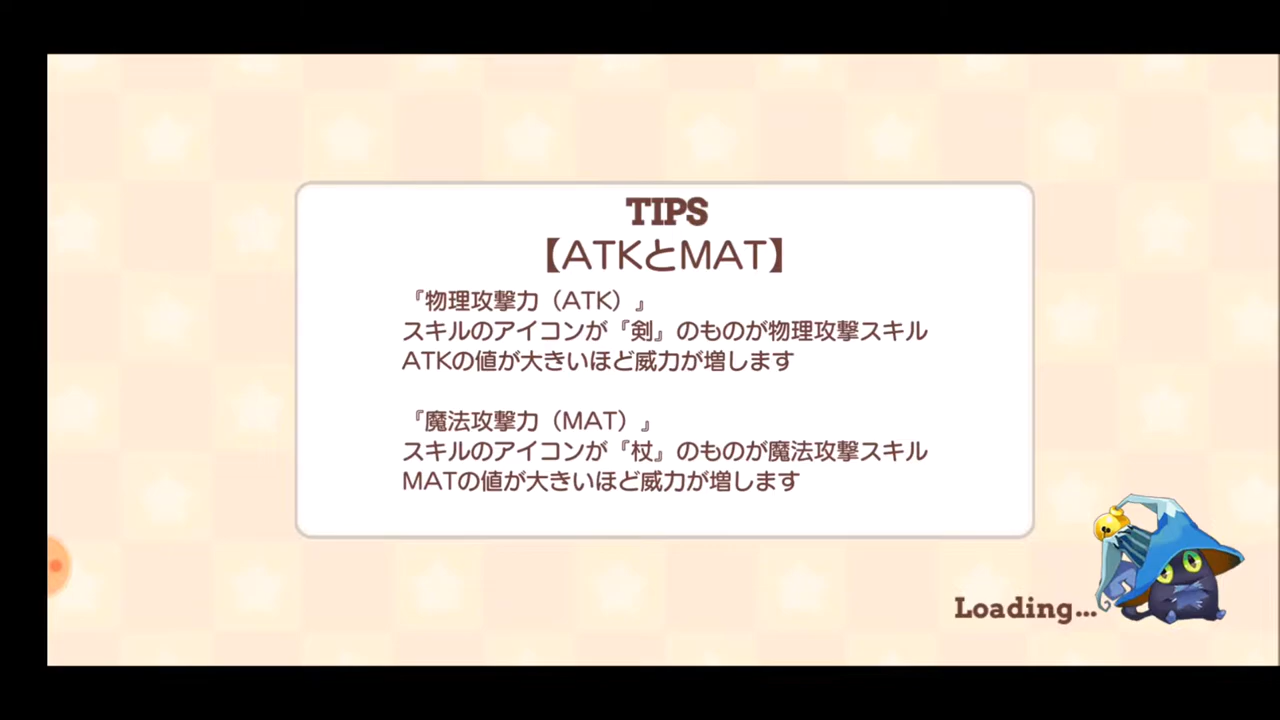 TIPS
【ATKとMAT】
『物理攻撃力（ATK）』
スキルのアイコンが『剣』のものが物理攻撃スキル
ATKの値が大きいほど威力が増します
『魔法攻撃力（MAT）』
スキルのアイコンが『杖』のものが魔法攻撃スキル
MATの値が大きいほど威力が増します
Loading...